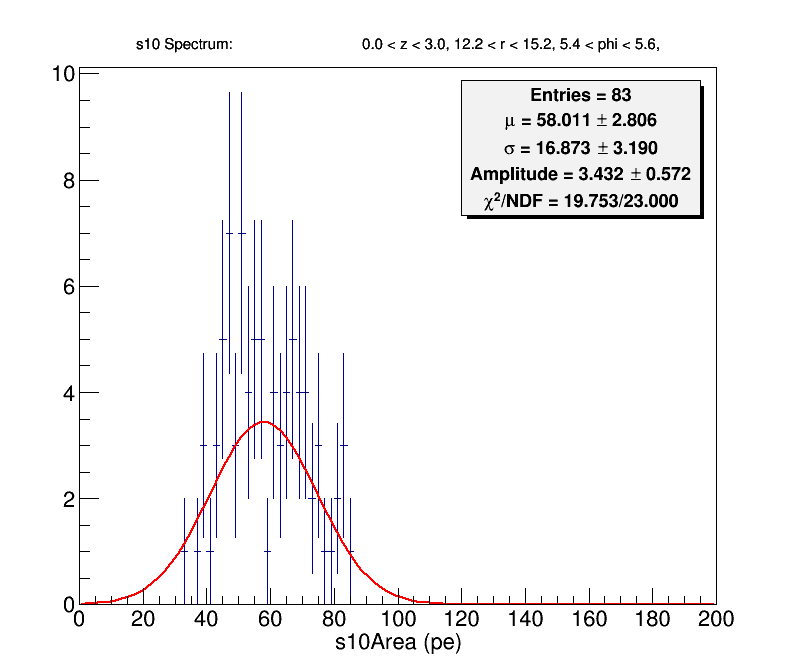 s10 Spectrum: 0.0 < z < 3.0, 12.2 < r < 15.2, 5.4 < phi < 5.6,
Entries = 83
μ = 58.011 ± 2.806
σ = 16.873 ± 3.190
Amplitude = 3.432 ± 0.572
χ²/NDF = 19.753/23.000
10
8
6
4
2
0
0 20 40 60 80 100 120 140 160 180 200
s10Area (pe)